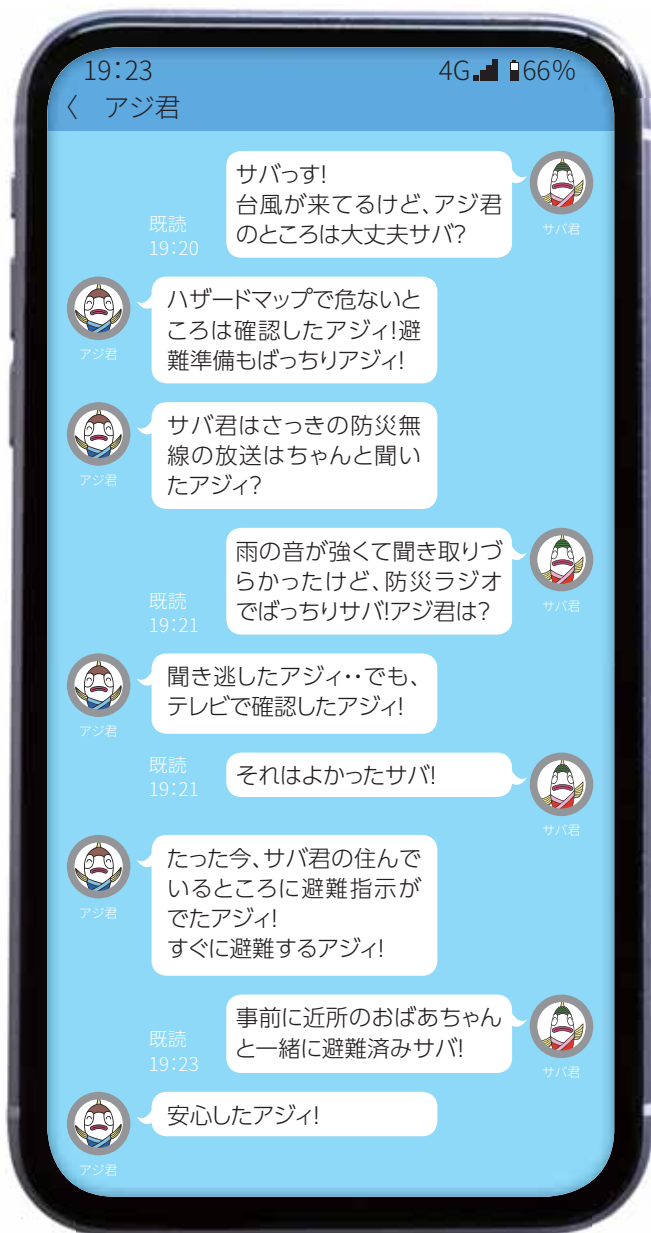 19:23
4G 66%
〈 アジ君
サバっす!
台風が来てるけど、アジ君
のところは大丈夫サバ?
既読
19:20
サバ君
ハザードマップで危ないと
ころは確認したアジィ!避
難準備もばっちりアジィ!
アジ君
サバ君はさっきの防災無
線の放送はちゃんと聞い
たアジィ?
アジ君
雨の音が強くて聞き取りづ
らかったけど、防災ラジオ
でばっちりサバ!アジ君は?
既読
19:21
サバ君
聞き逃したアジィ‥でも、
テレビで確認したアジィ!
アジ君
それはよかったサバ!
既読
19:21
サバ君
たった今、サバ君の住んで
いるところに避難指示が
でたアジィ!
すぐに避難するアジィ!
アジ君
事前に近所のおばあちゃん
と一緒に避難済みサバ!
既読
19:23
サバ君
安心したアジィ!
アジ君